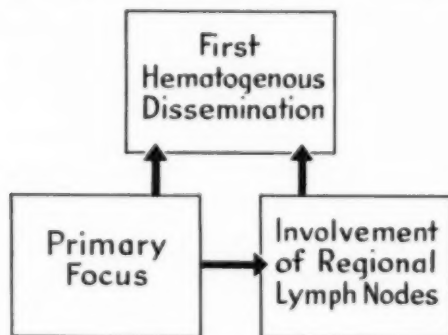 First
Hematogenous
Dissemination
Primary
Focus
Involvement
of Regional
Lymph Nodes